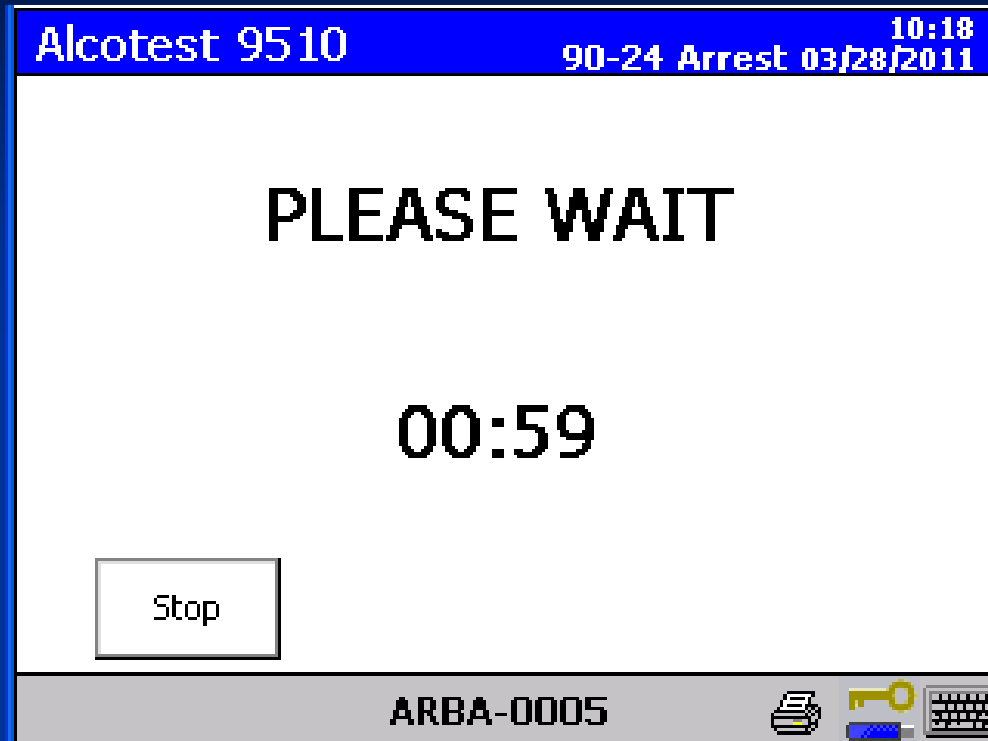 Alcotest 9510
10:18
90-24 Arrest 03/28/2011
PLEASE WAIT
00:59
Stop
ARBA-0005